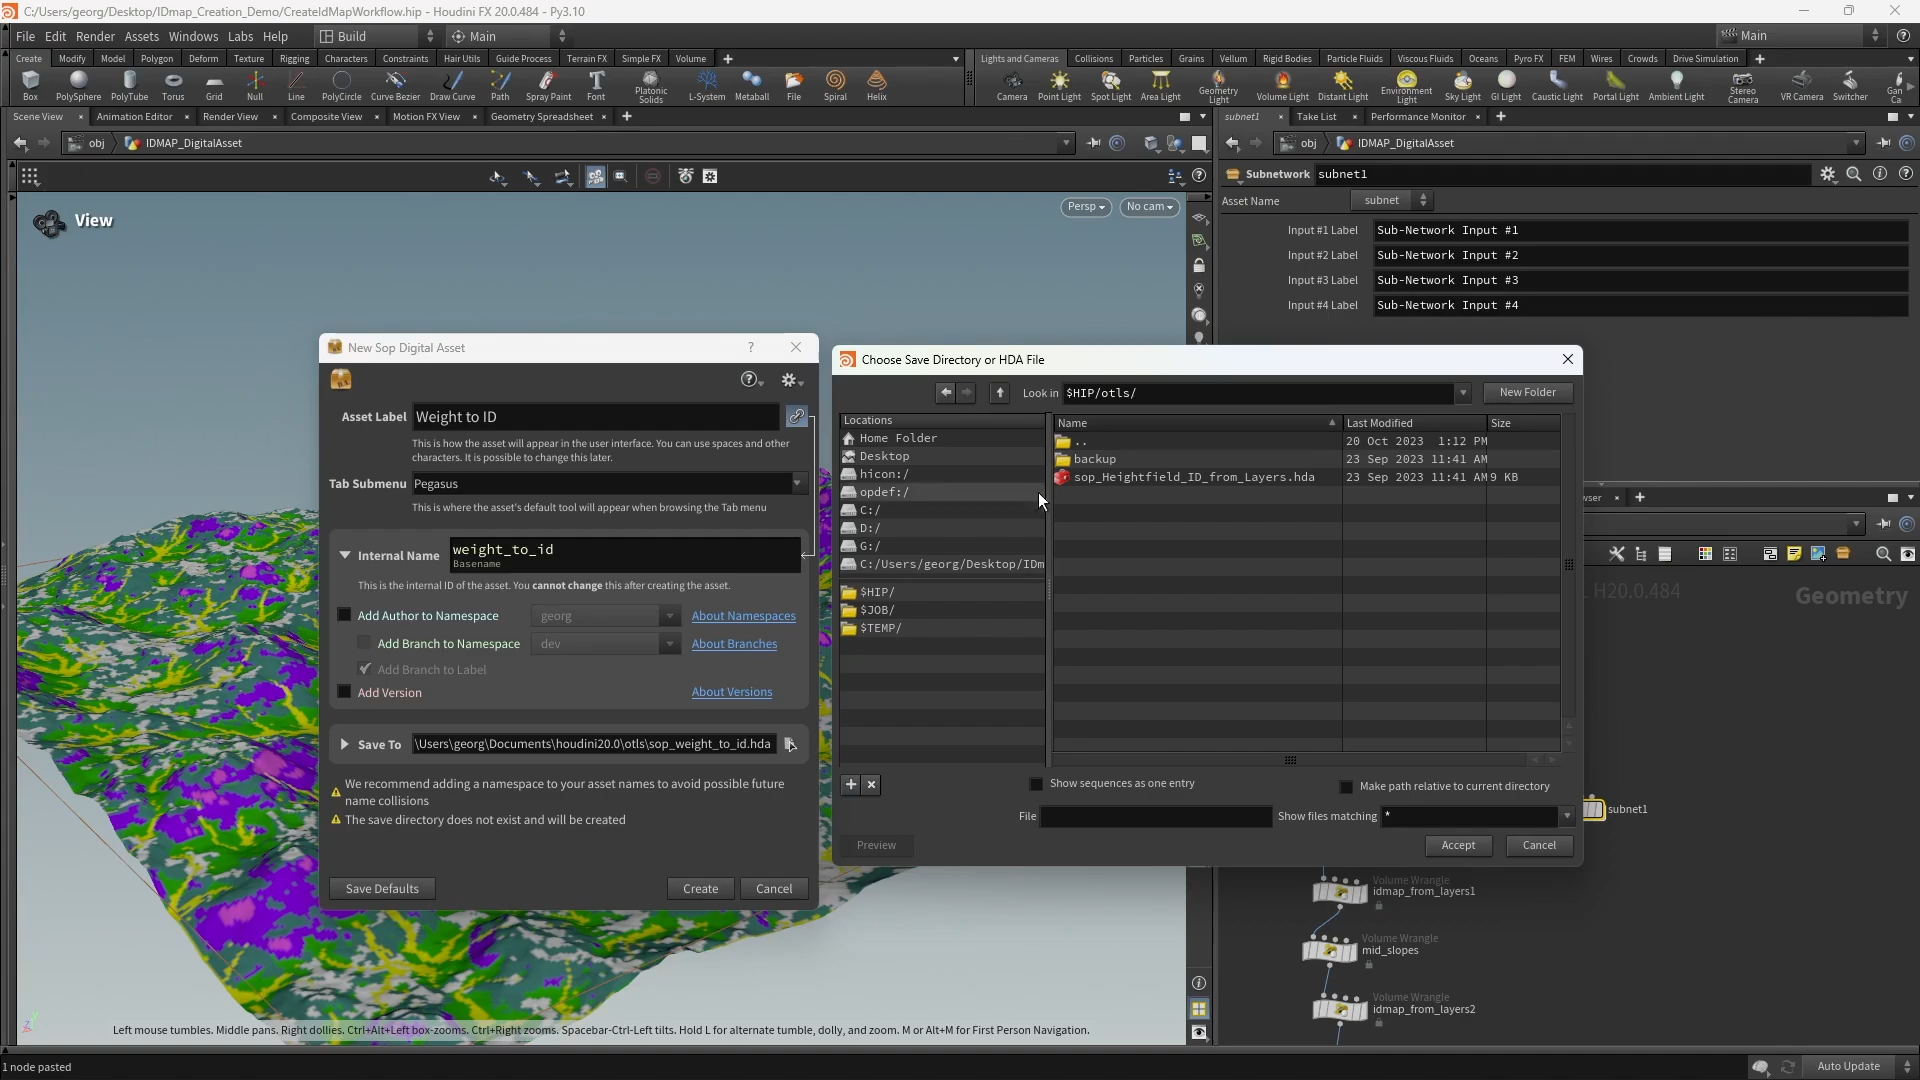 C:/Users/georg/Desktop/IDmap_Creation_Demo/CreateIdMapWorkflow.hip - Houdini FX 20.0.484 - Py3.10
File Edit Render Assets Windows Labs Help Build Main Main
Create Modify Model Polygon Deform Texture Rigging Characters Constraints Hair Utils Guide Process Terrain FX Simple FX Volume
Lights and Cameras Collisions Particles Grains Vellum Rigid Bodies Particle Fluids Viscous Fluids Oceans Pyro FX FEM Wires Crowds Drive Simulation
Box PolySphere PolyTube Torus Grid Null Line PolyCircle Curve Bezier Draw Curve Path Spray Paint Font Platonic Solids L-System Metaball File Spiral Helix
Camera Point Light Spot Light Area Light Geometry Light Volume Light Distant Light Environment Light Sky Light GI Light Caustic Light Portal Light Ambient Light Stereo Camera VR Camera Switcher Gan Ca
Scene View Animation Editor Render View Composite View Motion FX View Geometry Spreadsheet
subnet1 Take List Performance Monitor
obj IDMAP_DigitalAsset
obj IDMAP_DigitalAsset
Subnetwork subnet1
Asset Name subnet
View
Persp No cam
Input #1 Label Sub-Network Input #1
Input #2 Label Sub-Network Input #2
Input #3 Label Sub-Network Input #3
Input #4 Label Sub-Network Input #4
New Sop Digital Asset ?
Asset Label Weight to ID
This is how the asset will appear in the user interface. You can use spaces and other
characters. It is possible to change this later.
Tab Submenu Pegasus
This is where the asset's default tool will appear when browsing the Tab menu
Internal Name weight_to_id
Basename
This is the internal ID of the asset. You cannot change this after creating the asset.
Add Author to Namespace georg About Namespaces
Add Branch to Namespace dev About Branches
Add Branch to Label
Add Version About Versions
Save To \Users\georg\Documents\houdini20.0\otls\sop_weight_to_id.hda
We recommend adding a namespace to your asset names to avoid possible future
name collisions
The save directory does not exist and will be created
Save Defaults Create Cancel
Choose Save Directory or HDA File
Look in $HIP/otls/ New Folder
Locations
Home Folder
Desktop
hicon:/
opdef:/
C:/
D:/
G:/
C:/Users/georg/Desktop/IDm
$HIP/
$JOB/
$TEMP/
Name Last Modified Size
.. 20 Oct 2023 1:12 PM
backup 23 Sep 2023 11:41 AM
sop_Heightfield_ID_from_Layers.hda 23 Sep 2023 11:41 AM 9 KB
Show sequences as one entry Make path relative to current directory
File Show files matching *
Preview Accept Cancel
wser
H20.0.484 Geometry
subnet1
Volume Wrangle
idmap_from_layers1
Volume Wrangle
mid_slopes
Volume Wrangle
idmap_from_layers2
Left mouse tumbles. Middle pans. Right dollies. Ctrl+Alt+Left box-zooms. Ctrl+Right zooms. Spacebar-Ctrl-Left tilts. Hold L for alternate tumble, dolly, and zoom. M or Alt+M for First Person Navigation.
1 node pasted Auto Update